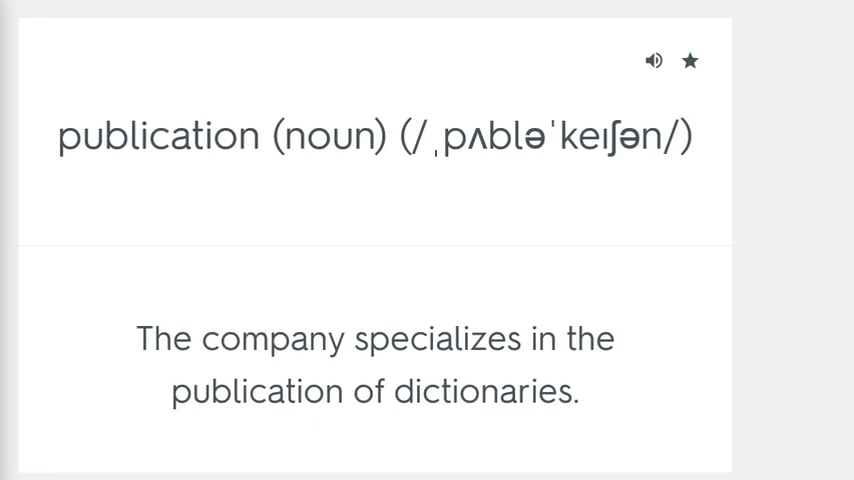 publication (noun) (/ˌpʌbləˈkeɪʃən/)
The company specializes in the
publication of dictionaries.